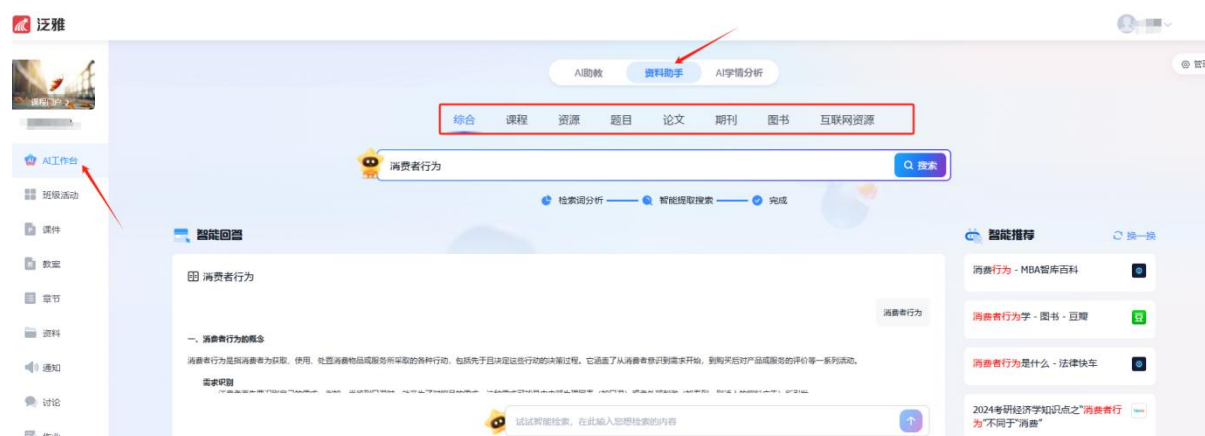 泛雅
AI助教
资料助手
AI学情分析
课程门户
综合
课程
资源
题目
论文
期刊
图书
互联网资源
消费者行为
搜索
检索词分析
智能提取搜索
完成
AI工作台
班级活动
课件
教案
章节
资料
通知
讨论
智能回答
消费者行为
消费者行为
一、消费者行为的概念
消费者行为是指消费者为获取、使用、处置消费物品或服务所采取的各种行动，包括先于且决定这些行动的决策过程。它涵盖了从消费者意识到需求开始，到购买后对产品或服务的评价等一系列活动。
需求识别
试试智能检索，在此输入您想检索的内容
智能推荐
换一换
消费行为 - MBA智库百科
消费者行为学 - 图书 - 豆瓣
消费者行为是什么 - 法律快车
2024考研经济学知识点之"消费者行
为"不同于"消费"